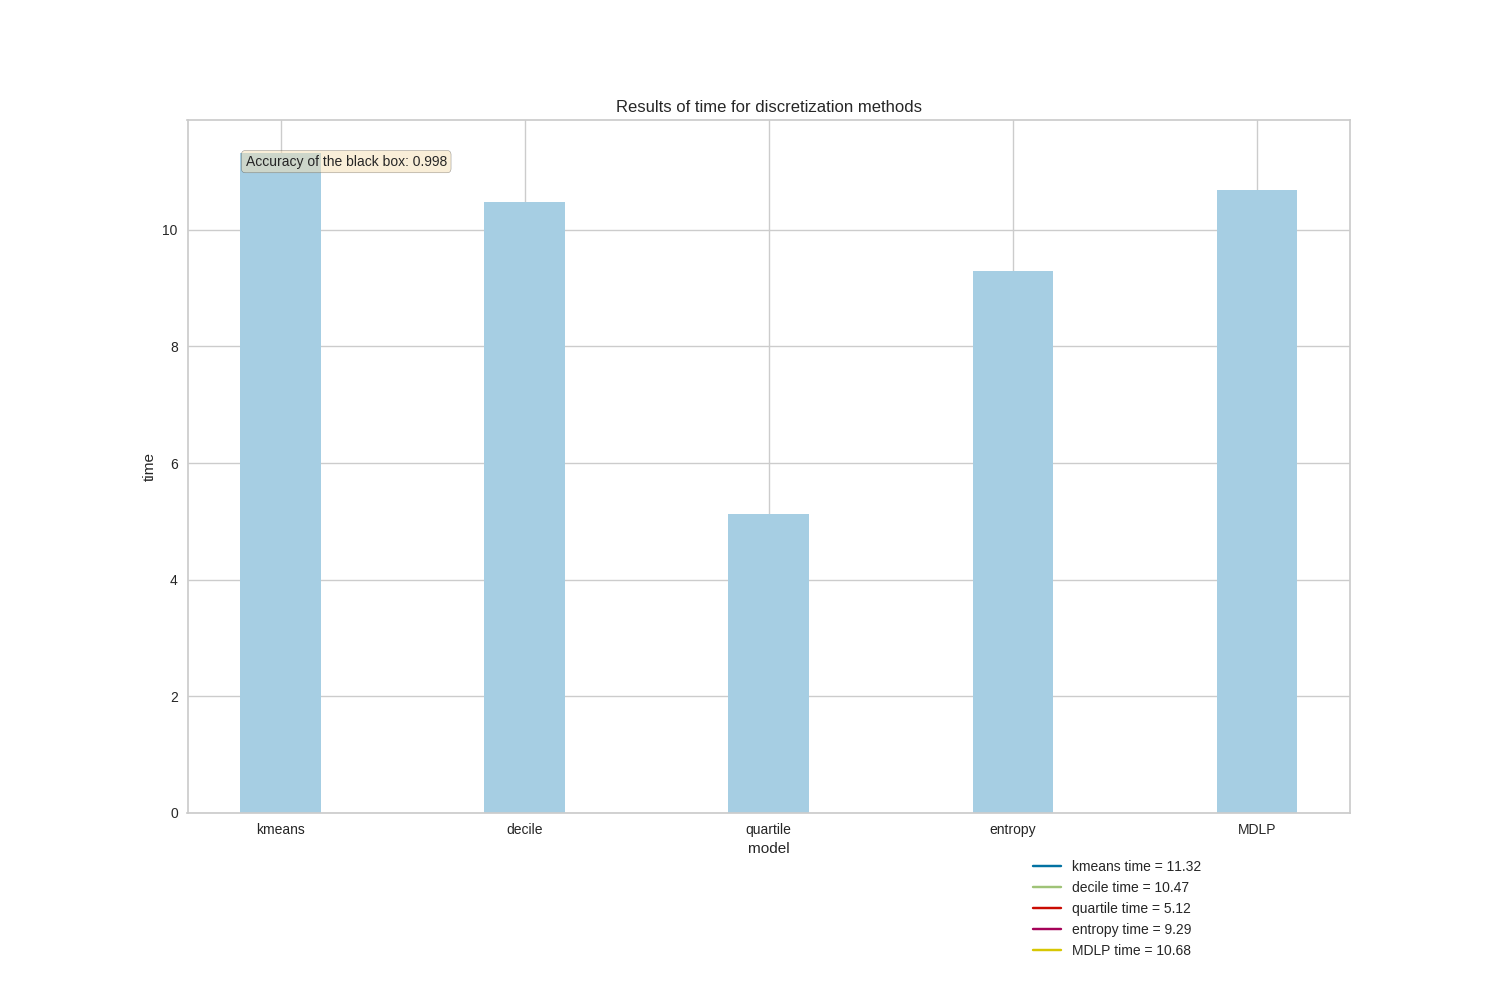 Results of time for discretization methods
Accuracy of the black box: 0.998
10
8
6
4
2
0
time
kmeans decile quartile entropy MDLP
model
kmeans time = 11.32
decile time = 10.47
quartile time = 5.12
entropy time = 9.29
MDLP time = 10.68